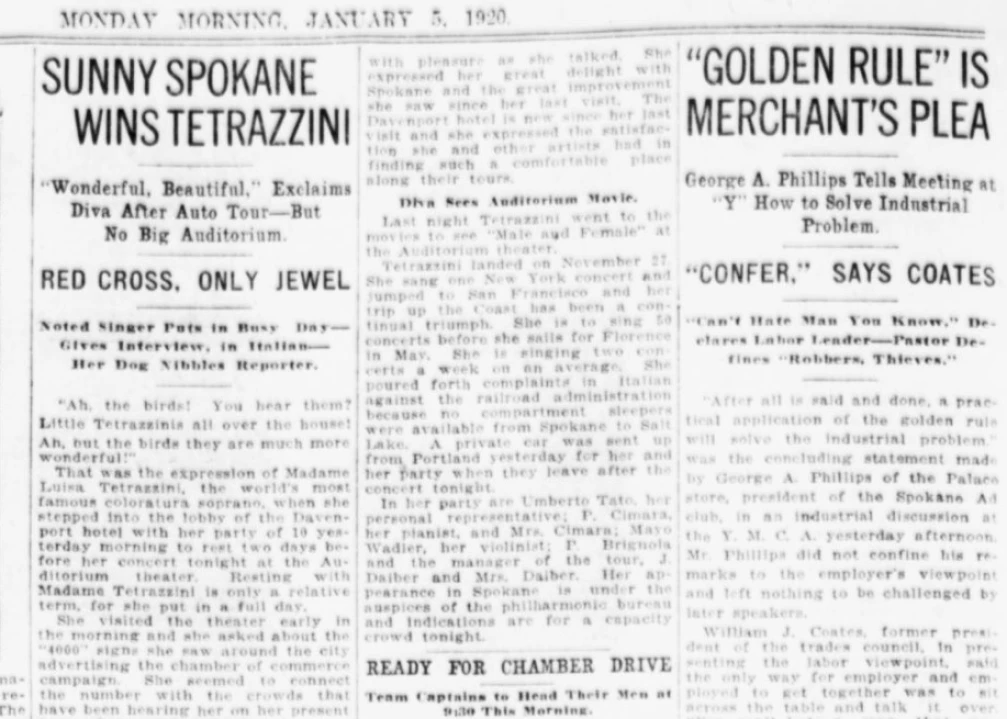 MONDAY MORNING, JANUARY 5, 1920.
SUNNY SPOKANE
WINS TETRAZZINI
"Wonderful, Beautiful," Exclaims
Diva After Auto Tour—But
No Big Auditorium.
RED CROSS, ONLY JEWEL
Noted Singer Puts in Busy Day—
Gives Interview, in Italian—
Her Dog Nibbles Reporter.
"Ah, the birds! You hear them?
Little Tetrazzinis all over the house!
Ah, but the birds they are much more
wonderful!"
That was the expression of Madame
Luisa Tetrazzini, the world's most
famous coloratura soprano, when she
stepped into the lobby of the Daven-
port hotel with her party of 10 yes-
terday morning to rest two days be-
fore her concert tonight at the Au-
ditorium theater. Resting with
Madame Tetrazzini is only a relative
term, for she put in a full day.
She visited the theater early in
the morning and she asked about the
"4000" signs she saw around the city
advertising the chamber of commerce
campaign. She seemed to connect
the number with the crowds that
have been hearing her on her present
na-
re-
The
with pleasure as she talked. She
expressed her great delight with
Spokane and the great improvement
she saw since her last visit. The
Davenport hotel is new since her last
visit and she expressed the satisfac-
tion she and other artists had in
finding such a comfortable place
along their tours.
Diva Sees Auditorium Movie.
Last night Tetrazzini went to the
movies to see "Male and Female" at
the Auditorium theater.
Tetrazzini landed on November 27.
She sang one New York concert and
jumped to San Francisco and her
trip up the Coast has been a con-
tinual triumph. She is to sing 50
concerts before she sails for Florence
in May. She is singing two con-
certs a week on an average. She
poured forth complaints in Italian
against the railroad administration
because no compartment sleepers
were available from Spokane to Salt
Lake. A private car was sent up
from Portland yesterday for her and
her party when they leave after the
concert tonight.
In her party are Umberto Tato, her
personal representative; P. Cimara,
her pianist, and Mrs. Cimara; Mayo
Wadler, her violinist; P. Brignola
and the manager of the tour, J.
Daiber and Mrs. Daiber. Her ap-
pearance in Spokane is under the
auspices of the philharmonic bureau
and indications are for a capacity
crowd tonight.
READY FOR CHAMBER DRIVE
Team Captains to Head Their Men at
9:30 This Morning.
"GOLDEN RULE" IS
MERCHANT'S PLEA
George A. Phillips Tells Meeting at
"Y" How to Solve Industrial
Problem.
"CONFER," SAYS COATES
"Can't Hate Man You Know," De-
clares Labor Leader—Pastor De-
fines "Robbers, Thieves."
"After all is said and done, a prac-
tical application of the golden rule
will solve the industrial problem,"
was the concluding statement made
by George A. Phillips of the Palace
store, president of the Spokane Ad
club, in an industrial discussion at
the Y. M. C. A. yesterday afternoon.
Mr. Phillips did not confine his re-
marks to the employer's viewpoint
and left nothing to be challenged by
later speakers.
William J. Coates, former presi-
dent of the trades council, in pre-
senting the labor viewpoint, said
the only way for employer and em-
ployed to get together was to sit
across the table and talk it over.